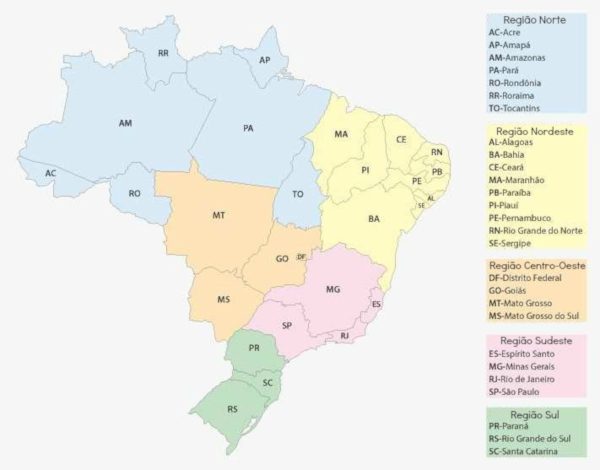 RR
AP
AM
PA
MA
CE
RN
PB
PI
PE
AL
SE
AC
RO
TO
BA
MT
GO
DF
MG
MS
ES
SP
RJ
PR
SC
RS
Região Norte
AC-Acre
AP-Amapá
AM-Amazonas
PA-Pará
RO-Rondônia
RR-Roraima
TO-Tocantins
Região Nordeste
AL-Alagoas
BA-Bahia
CE-Ceará
MA-Maranhão
PB-Paraíba
PI-Piauí
PE-Pernambuco
RN-Rio Grande do Norte
SE-Sergipe
Região Centro-Oeste
DF-Distrito Federal
GO-Goiás
MT-Mato Grosso
MS-Mato Grosso do Sul
Região Sudeste
ES-Espírito Santo
MG-Minas Gerais
RJ-Rio de Janeiro
SP-São Paulo
Região Sul
PR-Paraná
RS-Rio Grande do Sul
SC-Santa Catarina